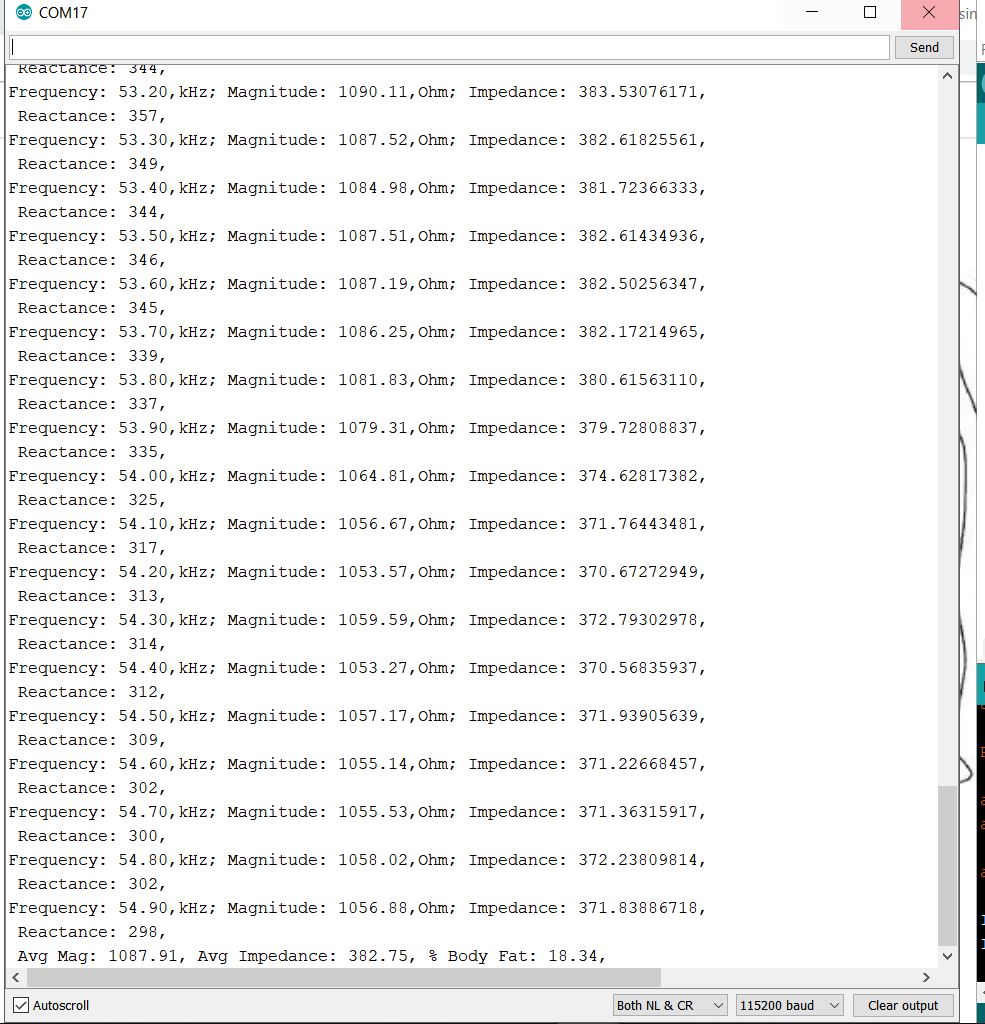 COM17
sin
Send
Reactance: 344,
Frequency: 53.20,kHz; Magnitude: 1090.11,Ohm; Impedance: 383.53076171,
Reactance: 357,
Frequency: 53.30,kHz; Magnitude: 1087.52,Ohm; Impedance: 382.61825561,
Reactance: 349,
Frequency: 53.40,kHz; Magnitude: 1084.98,Ohm; Impedance: 381.72366333,
Reactance: 344,
Frequency: 53.50,kHz; Magnitude: 1087.51,Ohm; Impedance: 382.61434936,
Reactance: 346,
Frequency: 53.60,kHz; Magnitude: 1087.19,Ohm; Impedance: 382.50256347,
Reactance: 345,
Frequency: 53.70,kHz; Magnitude: 1086.25,Ohm; Impedance: 382.17214965,
Reactance: 339,
Frequency: 53.80,kHz; Magnitude: 1081.83,Ohm; Impedance: 380.61563110,
Reactance: 337,
Frequency: 53.90,kHz; Magnitude: 1079.31,Ohm; Impedance: 379.72808837,
Reactance: 335,
Frequency: 54.00,kHz; Magnitude: 1064.81,Ohm; Impedance: 374.62817382,
Reactance: 325,
Frequency: 54.10,kHz; Magnitude: 1056.67,Ohm; Impedance: 371.76443481,
Reactance: 317,
Frequency: 54.20,kHz; Magnitude: 1053.57,Ohm; Impedance: 370.67272949,
Reactance: 313,
Frequency: 54.30,kHz; Magnitude: 1059.59,Ohm; Impedance: 372.79302978,
Reactance: 314,
Frequency: 54.40,kHz; Magnitude: 1053.27,Ohm; Impedance: 370.56835937,
Reactance: 312,
Frequency: 54.50,kHz; Magnitude: 1057.17,Ohm; Impedance: 371.93905639,
Reactance: 309,
Frequency: 54.60,kHz; Magnitude: 1055.14,Ohm; Impedance: 371.22668457,
Reactance: 302,
Frequency: 54.70,kHz; Magnitude: 1055.53,Ohm; Impedance: 371.36315917,
Reactance: 300,
Frequency: 54.80,kHz; Magnitude: 1058.02,Ohm; Impedance: 372.23809814,
Reactance: 302,
Frequency: 54.90,kHz; Magnitude: 1056.88,Ohm; Impedance: 371.83886718,
Reactance: 298,
Avg Mag: 1087.91, Avg Impedance: 382.75, % Body Fat: 18.34,
Autoscroll
Both NL & CR
115200 baud
Clear output